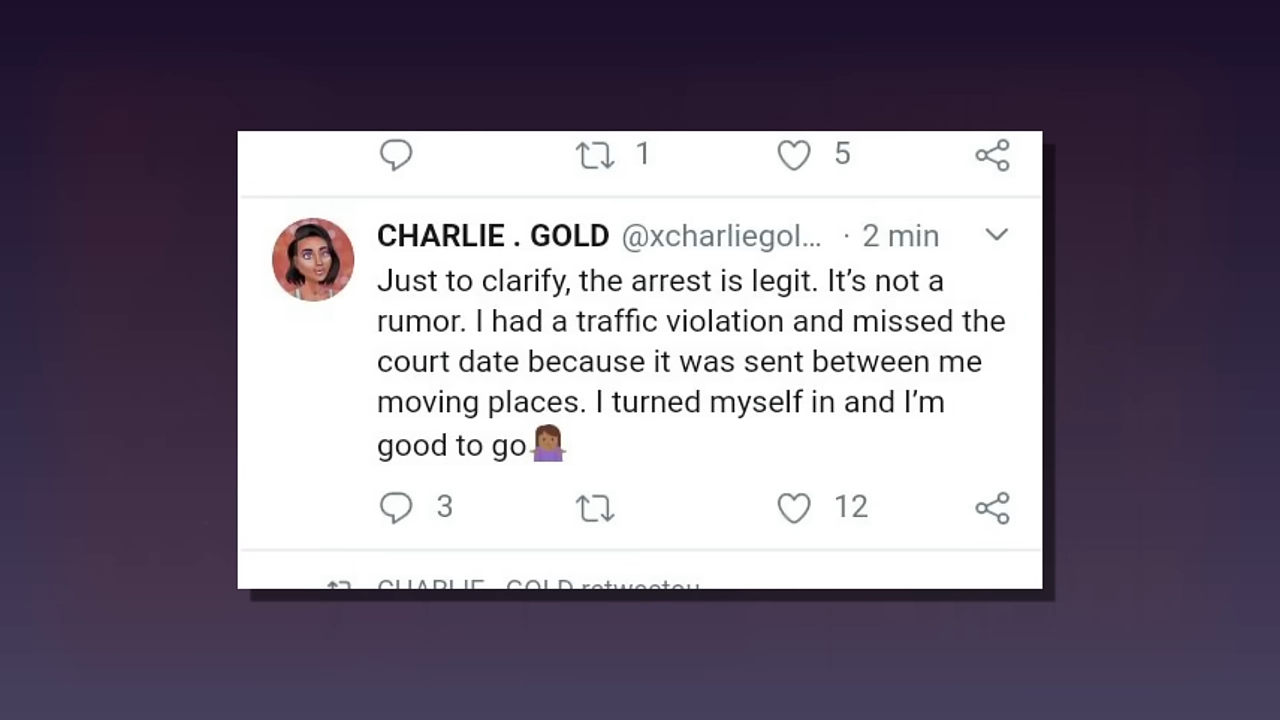 1 5
CHARLIE . GOLD @xcharliegol... · 2 min
Just to clarify, the arrest is legit. It’s not a
rumor. I had a traffic violation and missed the
court date because it was sent between me
moving places. I turned myself in and I’m
good to go🤷🏾‍♀️
3 12
CHARLIE . GOLD retweetou